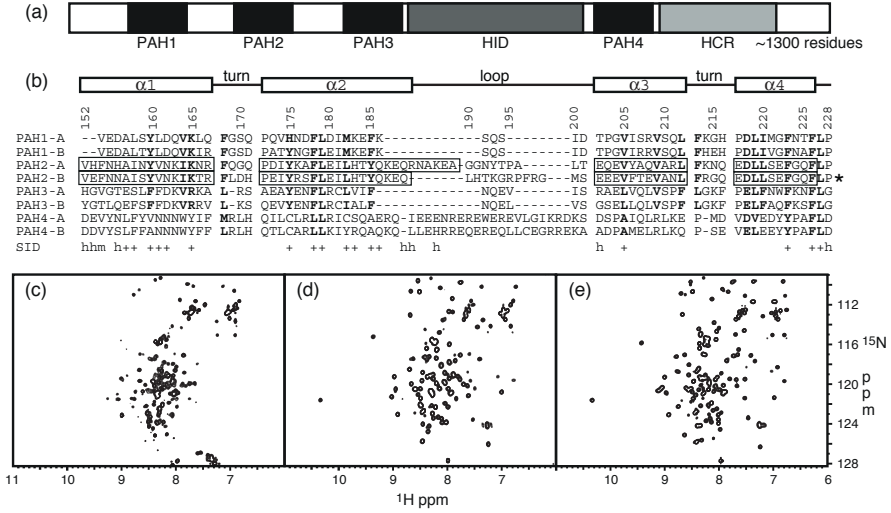 (a)
PAH1 PAH2 PAH3 HID PAH4 HCR ~1300 residues
(b)
α1 turn α2 loop α3 turn α4
152 160 165 170 175 180 185 190 195 200 205 210 215 220 225 228
PAH1-A --VEDALSYLDQVKLQ FGSQ PQVYNDFLDIMKEFK-----------SQS------ID TPGVISRVSQL FKGH PDLIMGFNTFLP
PAH1-B --YEDALTYLDQVKIR FGSD PATYNGFLEIMKEFK-----------SQS------ID TPGVIRRVSQL FHEH PDLIVGFNAFLP
PAH2-A VHFNHAINYVNKIKNR FQGQ PDIYKAFLEILHTYQKEQRNAKEA-GGNYTPA----LT EQEVYAQVARL FKNQ EDLLSEFGQFLP
PAH2-B VEFNNAISYVNKIKTR FLDH PEIYRSFLEILHTYQKEQ-------LHTKGRPFRG--MS EEEVFTEVANL FRGQ EDLLSEFGQFLP *
PAH3-A HGVGTESLFFDKVRKA L-RS AEAYENFLRCLVIF-----------NQEV-----IS RAELVQLVSPF LGKF PELFNWFKNFLG
PAH3-B YGTLQEFSFFDKVRRV L-KS QEVYENFLRCIALF-----------NQEL-----VS GSELLQLVSPF LGKF PELFAQFKSFLG
PAH4-A DEVYNLFYVNNNWYIF MRLH QILCLRLLRICSQAERQ-IEEENREREWEREVLGIKRDKS DSPAIQLRLKE P-MD VDVEDYYPAFLD
PAH4-B DDVYSLFFANNNWYFF LRLH QTLCSRLLKIYRQAQKQLLEHRREQEREQLLCEGRREKA ADPAMELRLKQ P-SE VELEEYYPAFLD
SID hhm h++ +++ + + ++ ++ ++ hh h h + + ++h
(c) (d) (e)
112
116 15N
120 p
p
124 m
128
11 10 9 8 7 10 9 8 7 10 9 8 7 6
1H ppm